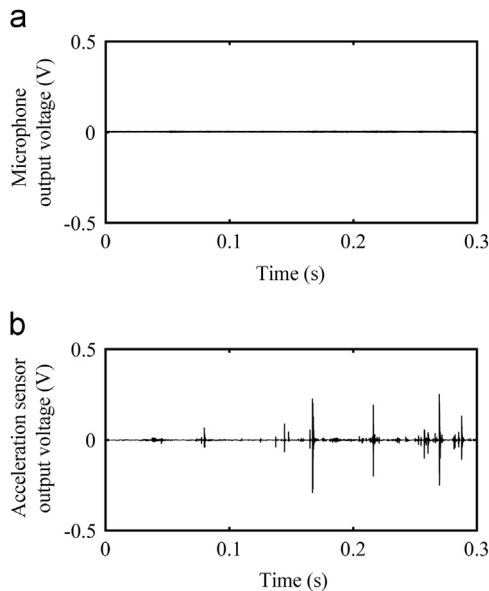 a
0.5
Microphone
output voltage (V)
0
-0.5
0 0.1 0.2 0.3
Time (s)
b
0.5
Acceleration sensor
output voltage (V)
0
-0.5
0 0.1 0.2 0.3
Time (s)